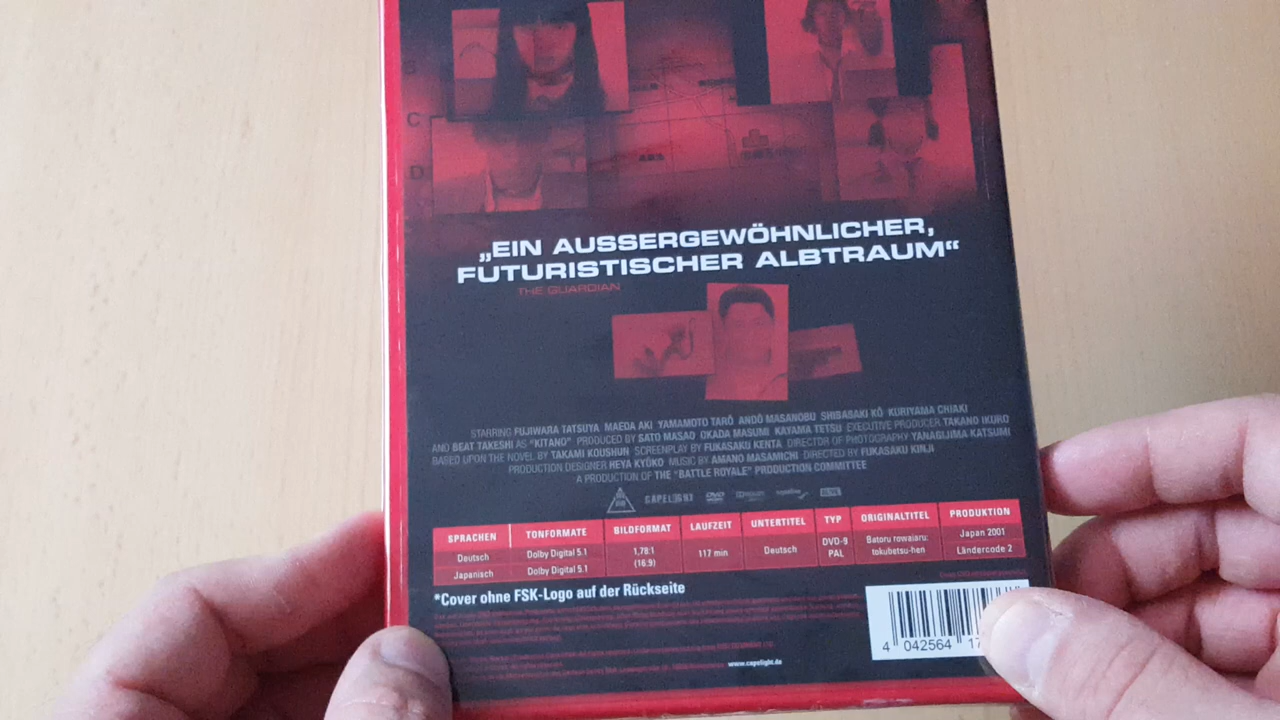 C
D
„EIN AUSSERGEWÖHNLICHER,
FUTURISTISCHER ALBTRAUM“
THE GUARDIAN
STARRING FUJIWARA TATSUYA MAEDA AKI YAMAMOTO TARÔ ANDÔ MASANOBU SHIBASAKI KÔ KURIYAMA CHIAKI
AND BEAT TAKESHI AS "KITANO" PRODUCED BY SATO MASAO OKADA MASUMI KAYAMA TETSU EXECUTIVE PRODUCER TAKANO IKURO
BASED UPON THE NOVEL BY TAKAMI KOUSHUN SCREENPLAY BY FUKASAKU KENTA DIRECTOR OF PHOTOGRAPHY YANAGIJIMA KATSUMI
PRODUCTION DESIGNER HEYA KYÔKO MUSIC BY AMANO MASAMICHI DIRECTED BY FUKASAKU KINJI
A PRODUCTION OF THE "BATTLE ROYALE" PRODUCTION COMMITTEE
CAPELIGHT DVD
SPRACHEN TONFORMATE BILDFORMAT LAUFZEIT UNTERTITEL TYP ORIGINALTITEL PRODUKTION
Deutsch Dolby Digital 5.1 1,78:1 117 min Deutsch DVD-9 Batoru rowaiaru: Japan 2001
Japanisch Dolby Digital 5.1 (16:9) PAL tokubetsu-hen Ländercode 2
*Cover ohne FSK-Logo auf der Rückseite
4 042564 17
www.capelight.de